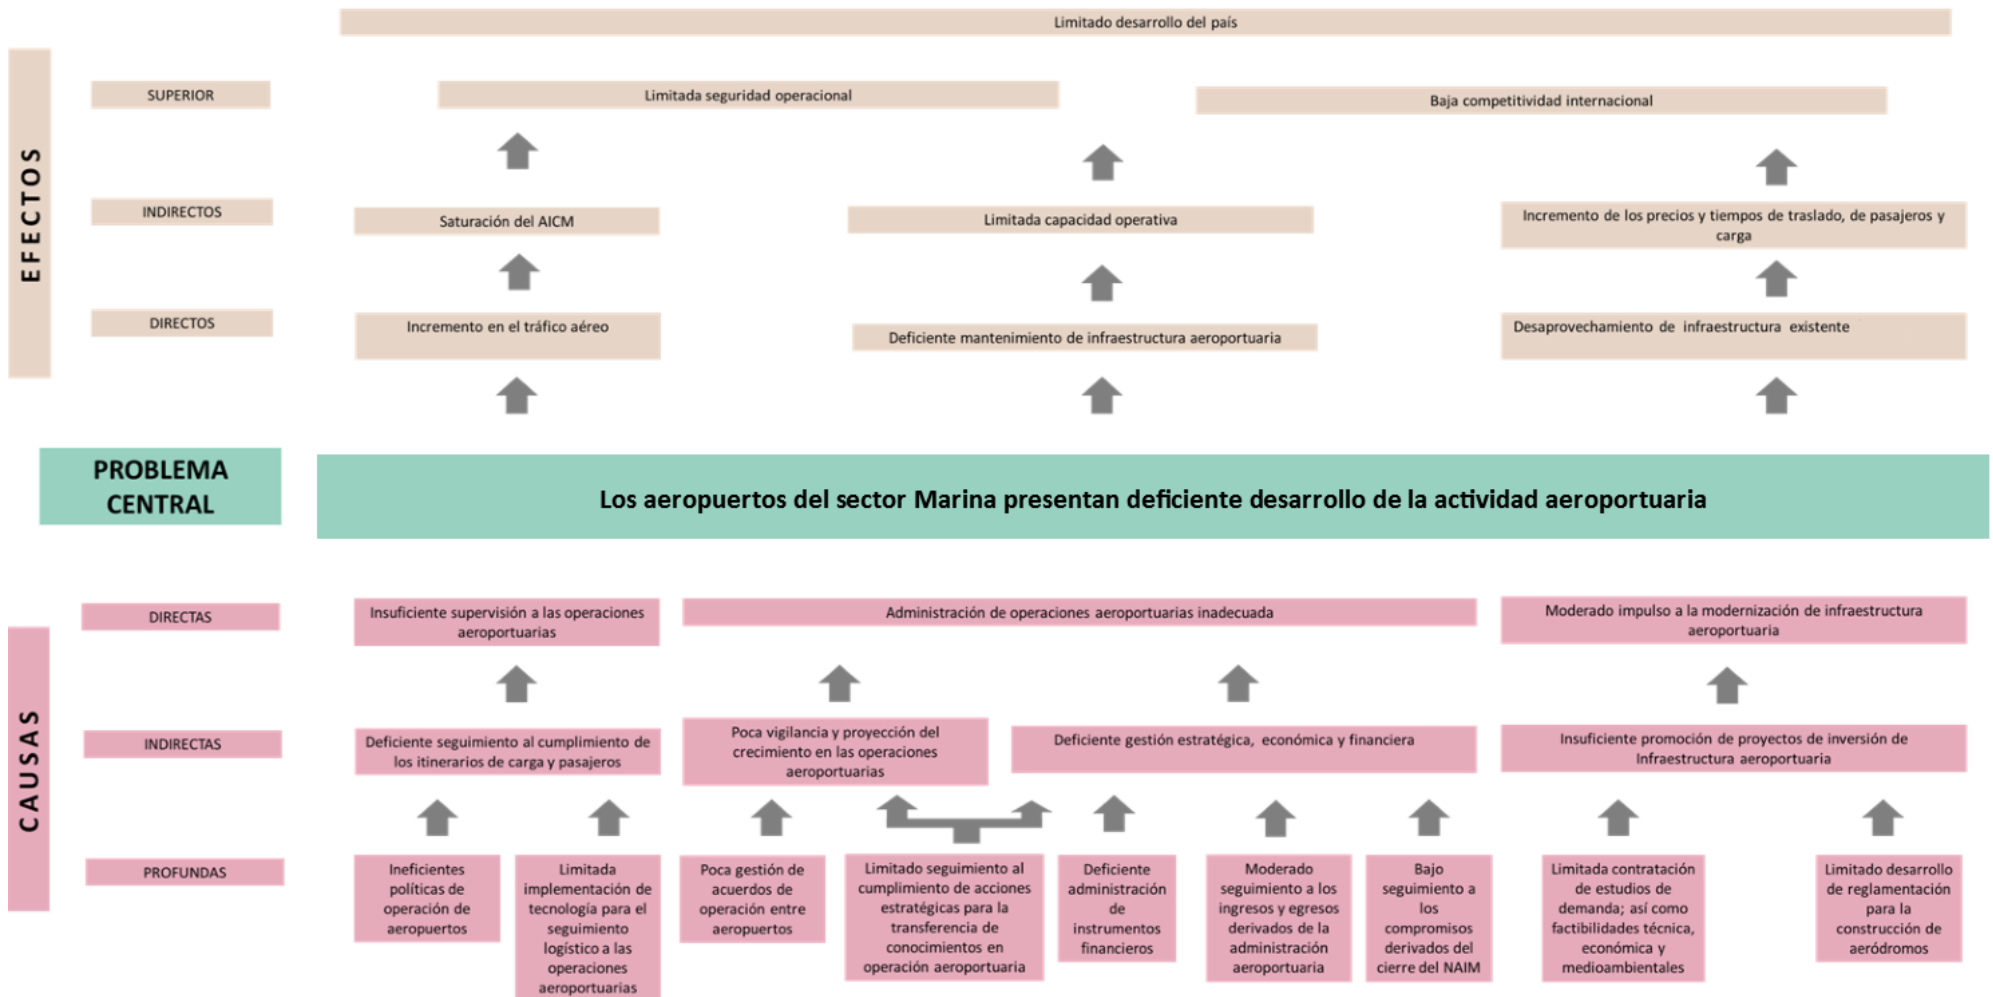 Limitado desarrollo del país
EFECTOS
SUPERIOR
Limitada seguridad operacional
Baja competitividad internacional
INDIRECTOS
Saturación del AICM
Limitada capacidad operativa
Incremento de los precios y tiempos de traslado, de pasajeros y
carga
DIRECTOS
Incremento en el tráfico aéreo
Deficiente mantenimiento de infraestructura aeroportuaria
Desaprovechamiento de infraestructura existente
PROBLEMA
CENTRAL
Los aeropuertos del sector Marina presentan deficiente desarrollo de la actividad aeroportuaria
CAUSAS
DIRECTAS
Insuficiente supervisión a las operaciones
aeroportuarias
Administración de operaciones aeroportuarias inadecuada
Moderado impulso a la modernización de infraestructura
aeroportuaria
INDIRECTAS
Deficiente seguimiento al cumplimiento de
los itinerarios de carga y pasajeros
Poca vigilancia y proyección del
crecimiento en las operaciones
aeroportuarias
Deficiente gestión estratégica, económica y financiera
Insuficiente promoción de proyectos de inversión de
Infraestructura aeroportuaria
PROFUNDAS
Ineficientes
políticas de
operación de
aeropuertos
Limitada
implementación de
tecnología para el
seguimiento
logístico a las
operaciones
aeroportuarias
Poca gestión de
acuerdos de
operación entre
aeropuertos
Limitado seguimiento al
cumplimiento de acciones
estratégicas para la
transferencia de
conocimientos en
operación aeroportuaria
Deficiente
administración
de
instrumentos
financieros
Moderado
seguimiento a los
ingresos y egresos
derivados de la
administración
aeroportuaria
Bajo
seguimiento a
los
compromisos
derivados del
cierre del NAIM
Limitada contratación
de estudios de
demanda; así como
factibilidades técnica,
económica y
medioambientales
Limitado desarrollo
de reglamentación
para la
construcción de
aeródromos